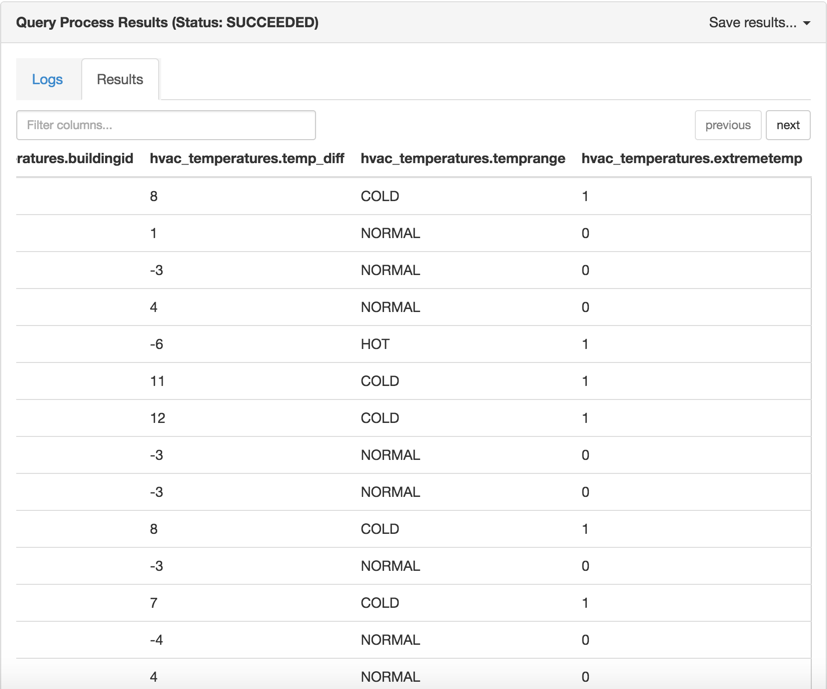 Query Process Results (Status: SUCCEEDED) Save results...
Logs Results
Filter columns... previous next
ratures.buildingid hvac_temperatures.temp_diff hvac_temperatures.temprange hvac_temperatures.extremetemp
8 COLD 1
1 NORMAL 0
-3 NORMAL 0
4 NORMAL 0
-6 HOT 1
11 COLD 1
12 COLD 1
-3 NORMAL 0
-3 NORMAL 0
8 COLD 1
-3 NORMAL 0
7 COLD 1
-4 NORMAL 0
4 NORMAL 0